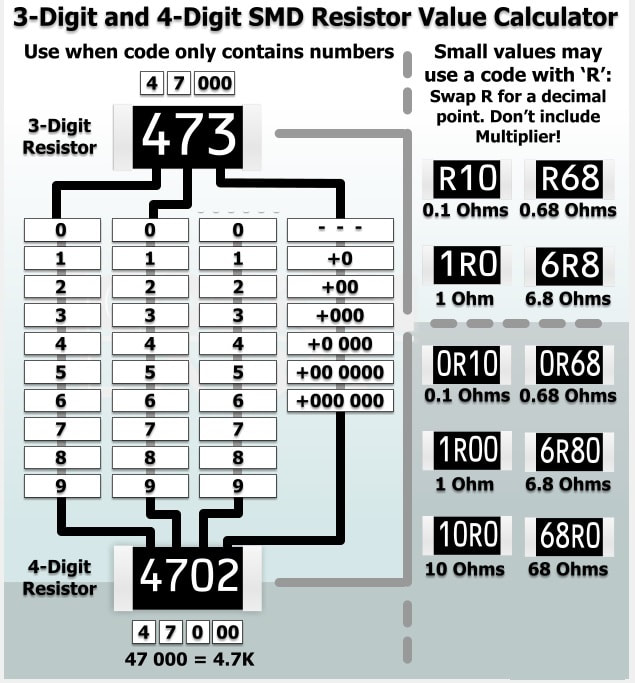 3-Digit and 4-Digit SMD Resistor Value Calculator
Use when code only contains numbers
4 7 000
3-Digit
Resistor
473
0 0 0 - - -
1 1 1 +0
2 2 2 +00
3 3 3 +000
4 4 4 +0 000
5 5 5 +00 0000
6 6 6 +000 000
7 7 7
8 8 8
9 9 9
4-Digit
Resistor
4702
4 7 0 00
47 000 = 4.7K
Small values may
use a code with ‘R’:
Swap R for a decimal
point. Don’t include
Multiplier!
R10 R68
0.1 Ohms 0.68 Ohms
1R0 6R8
1 Ohm 6.8 Ohms
0R10 0R68
0.1 Ohms 0.68 Ohms
1R00 6R80
1 Ohm 6.8 Ohms
10R0 68R0
10 Ohms 68 Ohms